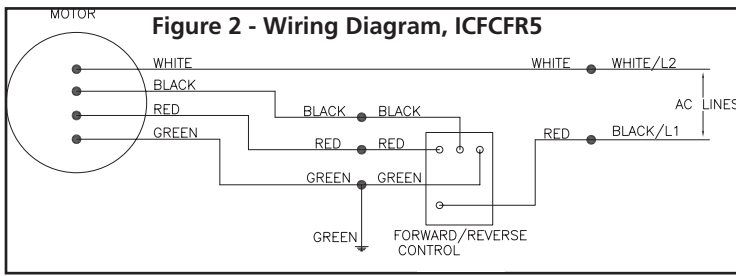 MOTOR
Figure 2 - Wiring Diagram, ICFCFR5
WHITE WHITE WHITE/L2
BLACK
AC LINES
RED BLACK BLACK
GREEN RED RED RED BLACK/L1
GREEN GREEN
GREEN FORWARD/REVERSE
CONTROL